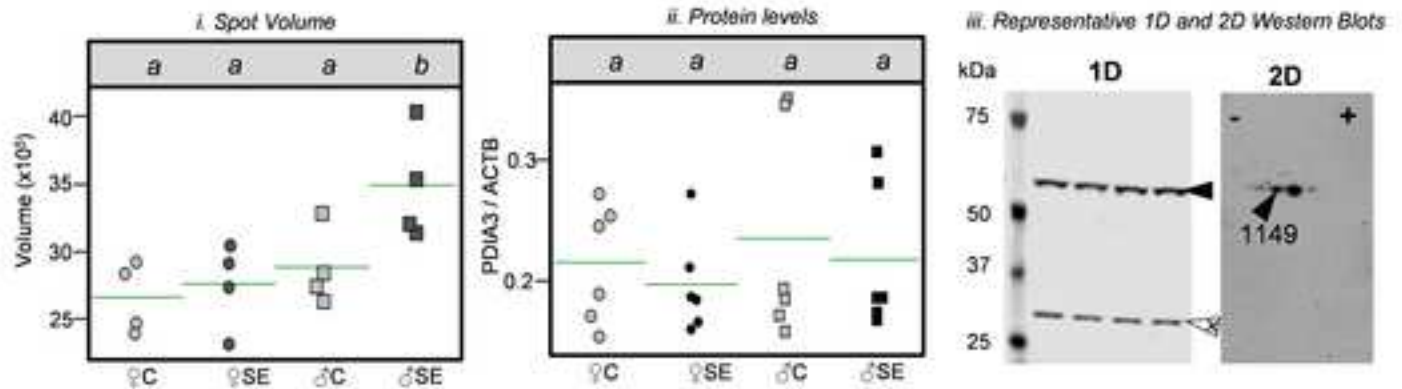 i. Spot Volume
a a a b
Volume (x10⁵)
40
35
30
25
♀C ♀SE ♂C ♂SE
ii. Protein levels
a a a a
PDIA3 / ACTB
0.3
0.2
♀C ♀SE ♂C ♂SE
iii. Representative 1D and 2D Western Blots
kDa 1D 2D
75 - +
50
1149
37
25